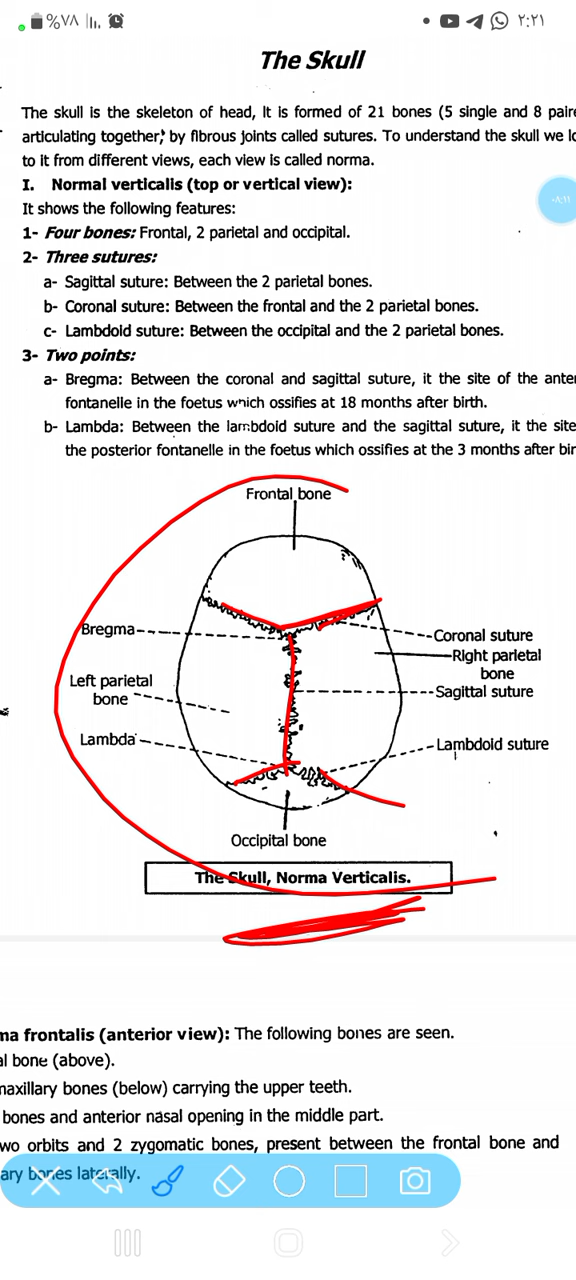 %٧٨
٢:٢١
The Skull
The skull is the skeleton of head, It is formed of 21 bones (5 single and 8 paire
articulating together; by fibrous joints called sutures. To understand the skull we lo
to it from different views, each view is called norma.
I. Normal verticalis (top or vertical view):
It shows the following features:
-٠٨:١١
1- Four bones: Frontal, 2 parietal and occipital.
2- Three sutures:
a- Sagittal suture: Between the 2 parietal bones.
b- Coronal suture: Between the frontal and the 2 parietal bones.
c- Lambdoid suture: Between the occipital and the 2 parietal bones.
3- Two points:
a- Bregma: Between the coronal and sagittal suture, it the site of the anter
fontanelle in the foetus which ossifies at 18 months after birth.
b- Lambda: Between the lambdoid suture and the sagittal suture, it the site
the posterior fontanelle in the foetus which ossifies at the 3 months after bir
Frontal bone
Bregma
Coronal suture
Right parietal
bone
Left parietal
bone
Sagittal suture
Lambda
Lambdoid suture
Occipital bone
The Skull, Norma Verticalis.
ma frontalis (anterior view): The following bones are seen.
al bone (above).
maxillary bones (below) carrying the upper teeth.
bones and anterior nasal opening in the middle part.
wo orbits and 2 zygomatic bones, present between the frontal bone and
ary bones laterally.